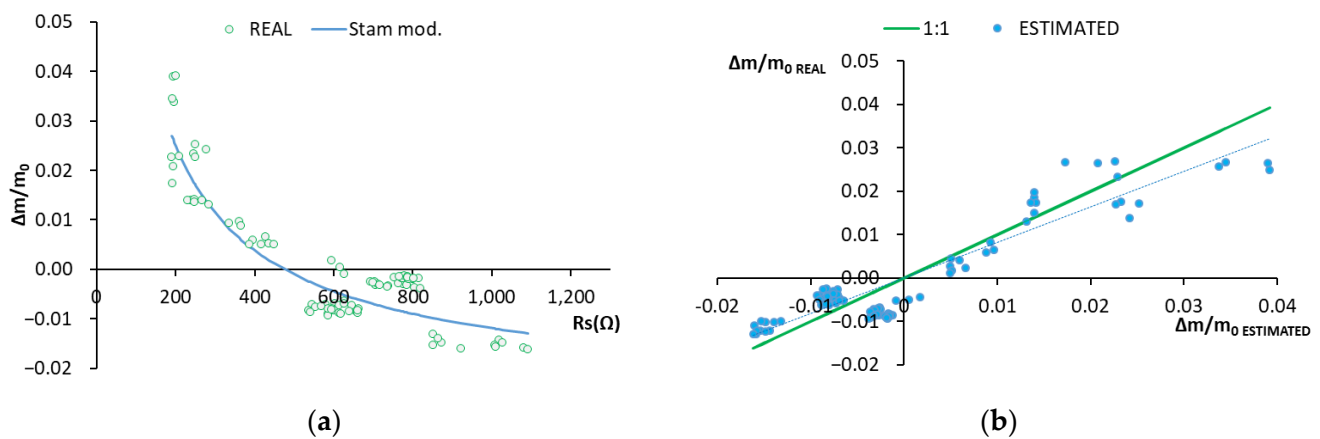 REAL Stam mod.
0.05
0.04
0.03
0.02
0.01
0.00
−0.01
−0.02
Δm/m0
0 200 400 600 800 1,000 1,200
Rs(Ω)
(a)
1:1 ESTIMATED
Δm/m0 REAL
0.05
0.04
0.03
0.02
0.01
0.00
−0.01
−0.02
-0.02 -0.01 0.00 0.01 0.02 0.03 0.04
Δm/m0 ESTIMATED
(b)